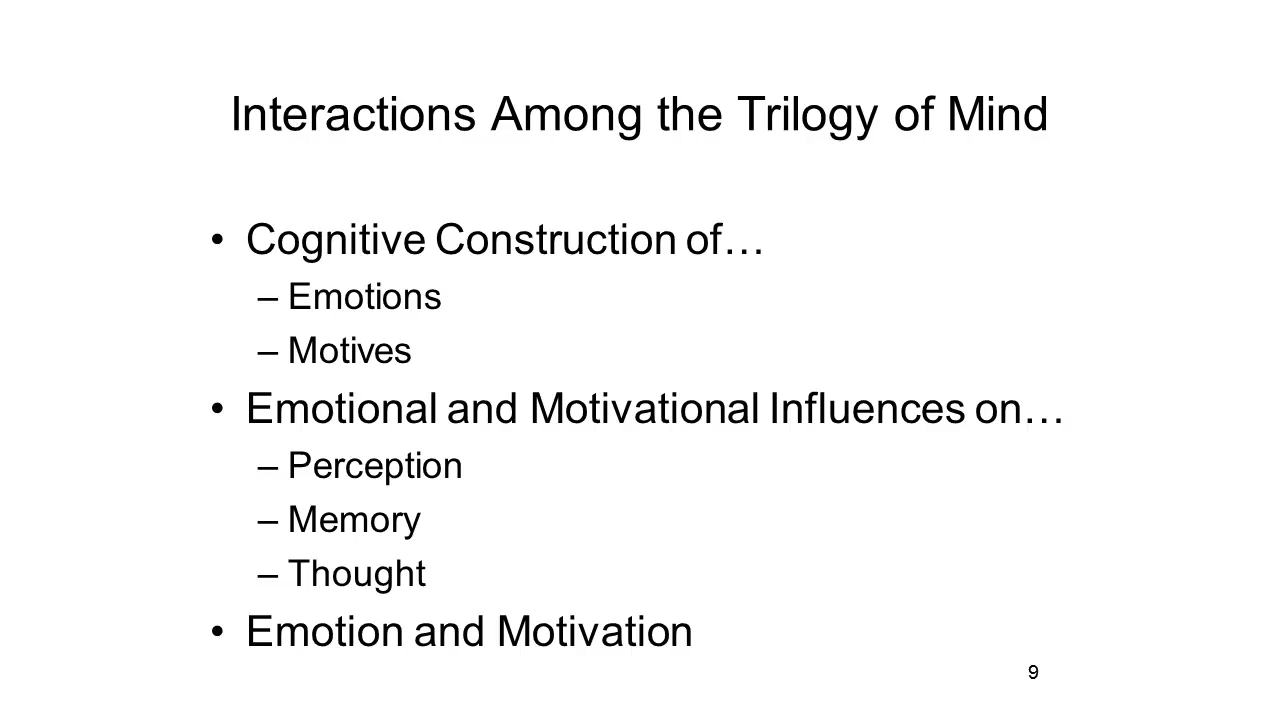 Interactions Among the Trilogy of Mind
• Cognitive Construction of…
– Emotions
– Motives
• Emotional and Motivational Influences on…
– Perception
– Memory
– Thought
• Emotion and Motivation
9